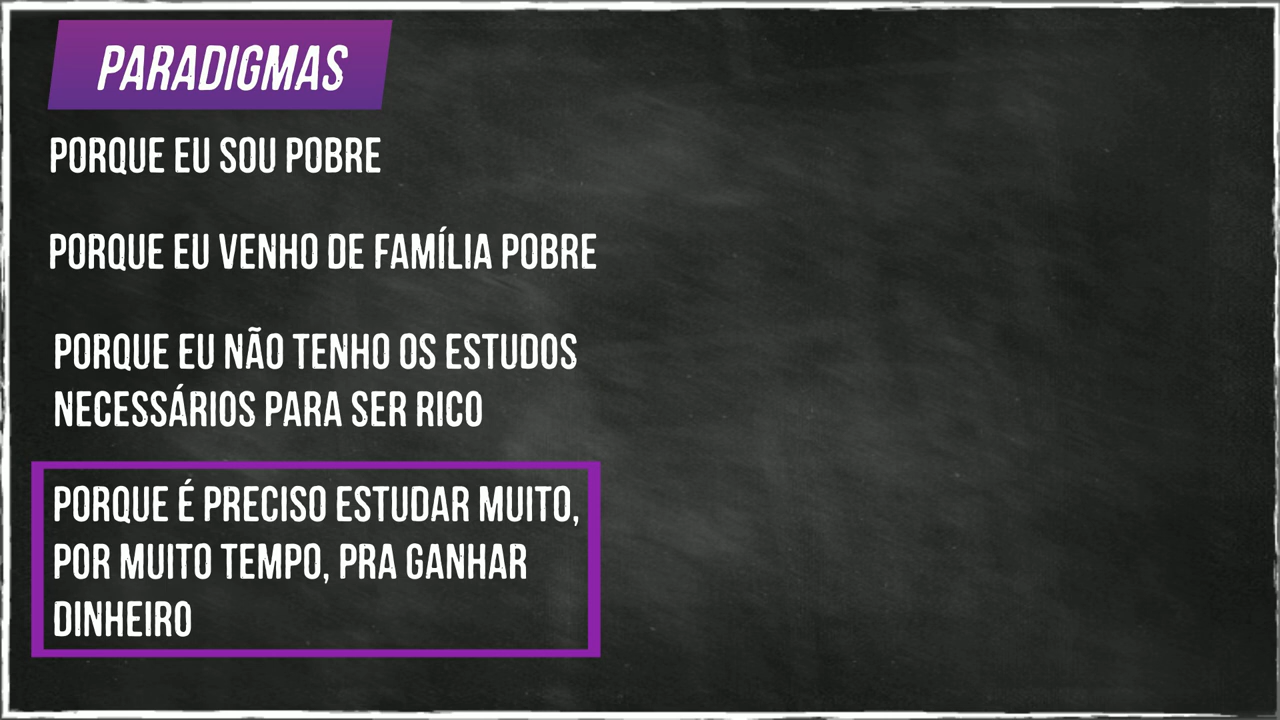 PARADIGMAS
PORQUE EU SOU POBRE
PORQUE EU VENHO DE FAMÍLIA POBRE
PORQUE EU NÃO TENHO OS ESTUDOS
NECESSÁRIOS PARA SER RICO
PORQUE É PRECISO ESTUDAR MUITO,
POR MUITO TEMPO, PRA GANHAR
DINHEIRO